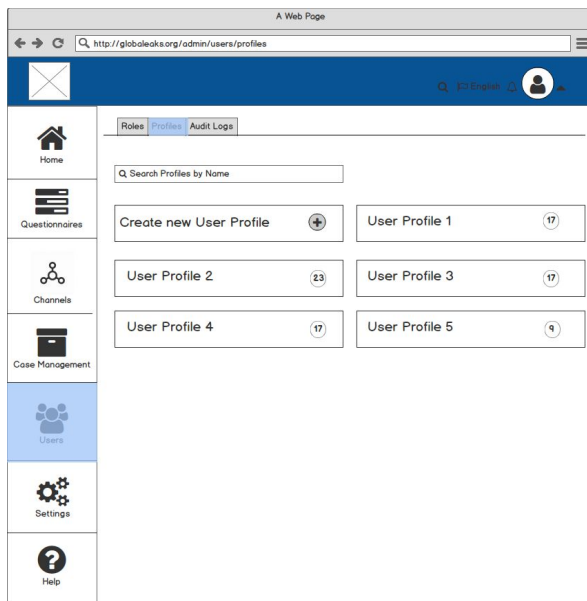 A Web Page
http://globaleaks.org/admin/users/profiles
English
Home
Questionnaires
Channels
Case Management
Users
Settings
Help
Roles Profiles Audit Logs
Search Profiles by Name
Create new User Profile
User Profile 1 17
User Profile 2 23
User Profile 3 17
User Profile 4 17
User Profile 5 9